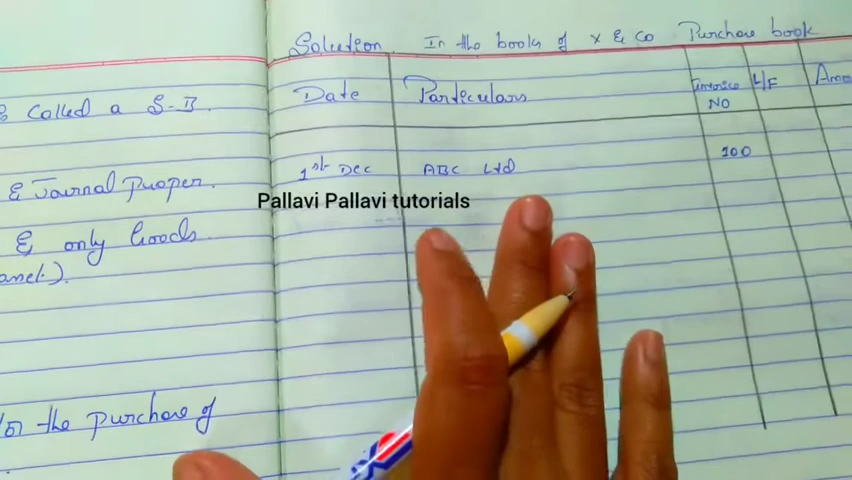 Solution. In the books of X & Co Purchase book
Date Particulars Invoice No L/F Amo
1st Dec ABC Ltd 100
Pallavi Pallavi tutorials
& called a S-B.
& Journal Proper.
& only Goods
for the purchase of